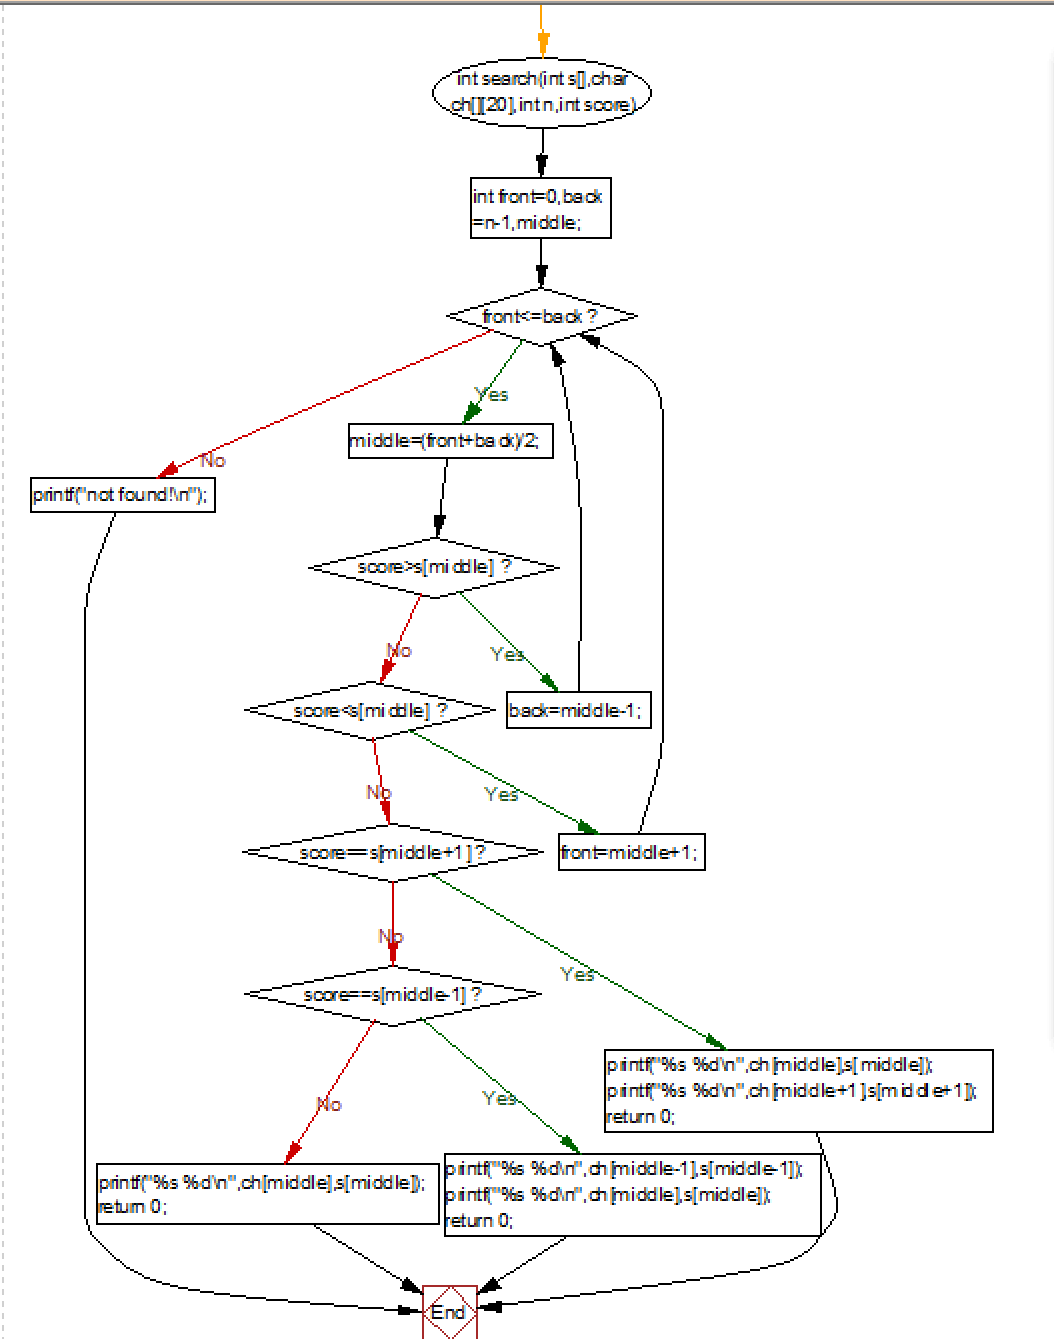 int search(int s[],char
ch[][20],int n,int score)
int front=0,back
=n-1,middle;
front<=back ?
Yes
middle=(front+back)/2;
No
printf("not found!\n");
score>s[middle] ?
No
Yes
score<s[middle] ?
back=middle-1;
No
Yes
score==s[middle+1] ?
front=middle+1;
No
Yes
score==s[middle-1] ?
printf("%s %d\n",ch[middle],s[middle]);
printf("%s %d\n",ch[middle+1],s[middle+1]);
return 0;
No
Yes
printf("%s %d\n",ch[middle],s[middle]);
return 0;
printf("%s %d\n",ch[middle-1],s[middle-1]);
printf("%s %d\n",ch[middle],s[middle]);
return 0;
End